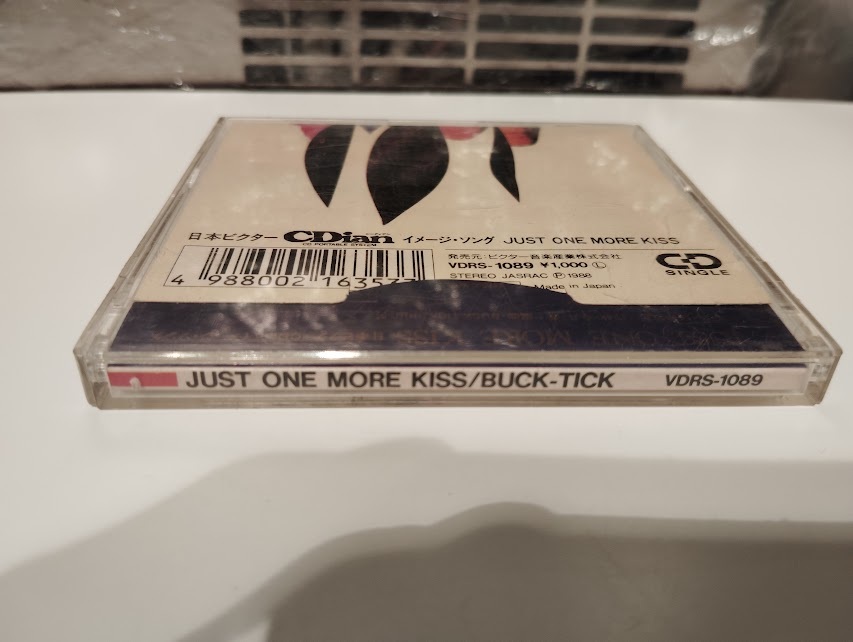 日本ビクター CDian イメージ・ソング JUST ONE MORE KISS
CD PORTABLE SYSTEM
発売元:ビクター音楽産業株式会社
VDRS-1089 ¥1,000 Ⓛ
STEREO JASRAC Ⓟ 1988
Made in Japan
CD
SINGLE
4 988002 16357
JUST ONE MORE KISS/BUCK-TICK VDRS-1089